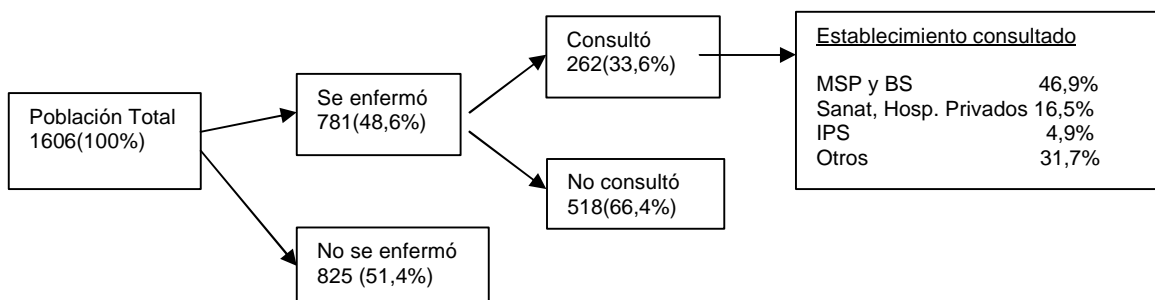 Población Total
1606(100%)
Se enfermó
781(48,6%)
No se enfermó
825 (51,4%)
Consultó
262(33,6%)
No consultó
518(66,4%)
Establecimiento consultado
MSP y BS 46,9%
Sanat, Hosp. Privados 16,5%
IPS 4,9%
Otros 31,7%